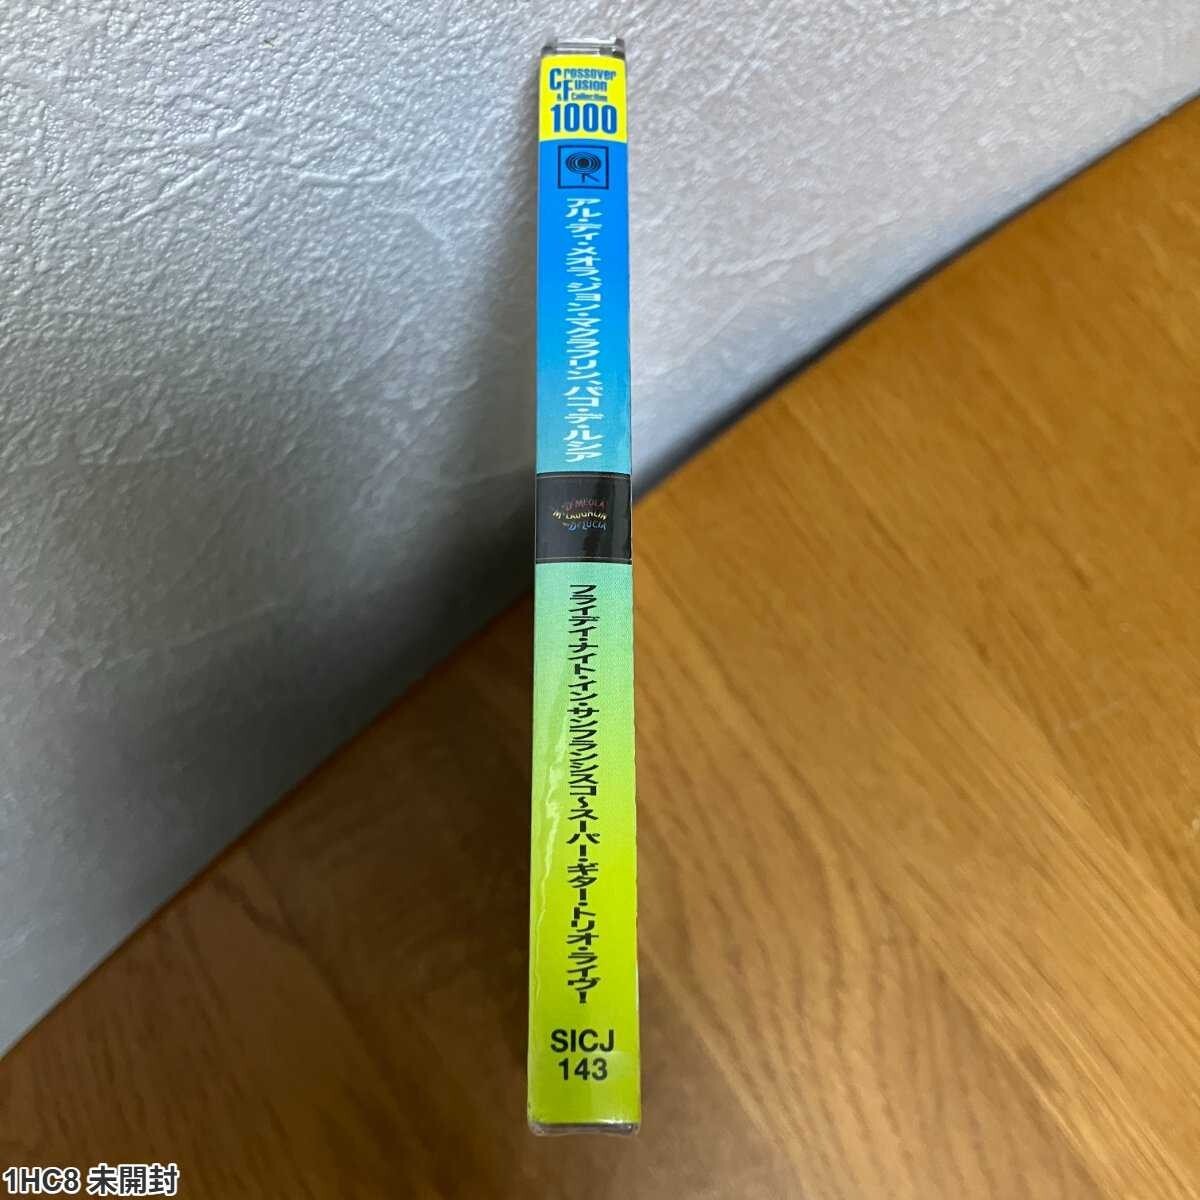 Crossover
& Fusion
Collection
1000
アル・ディ・メオラ、ジョン・マクラフリン、パコ・デ・ルシア
DI MEOLA
McLAUGHLIN
DE LUCIA
フライデイ・ナイト・イン・サンフランシスコ〜スーパー・ギター・トリオ・ライヴ!
SICJ
143
1HC8 未開封